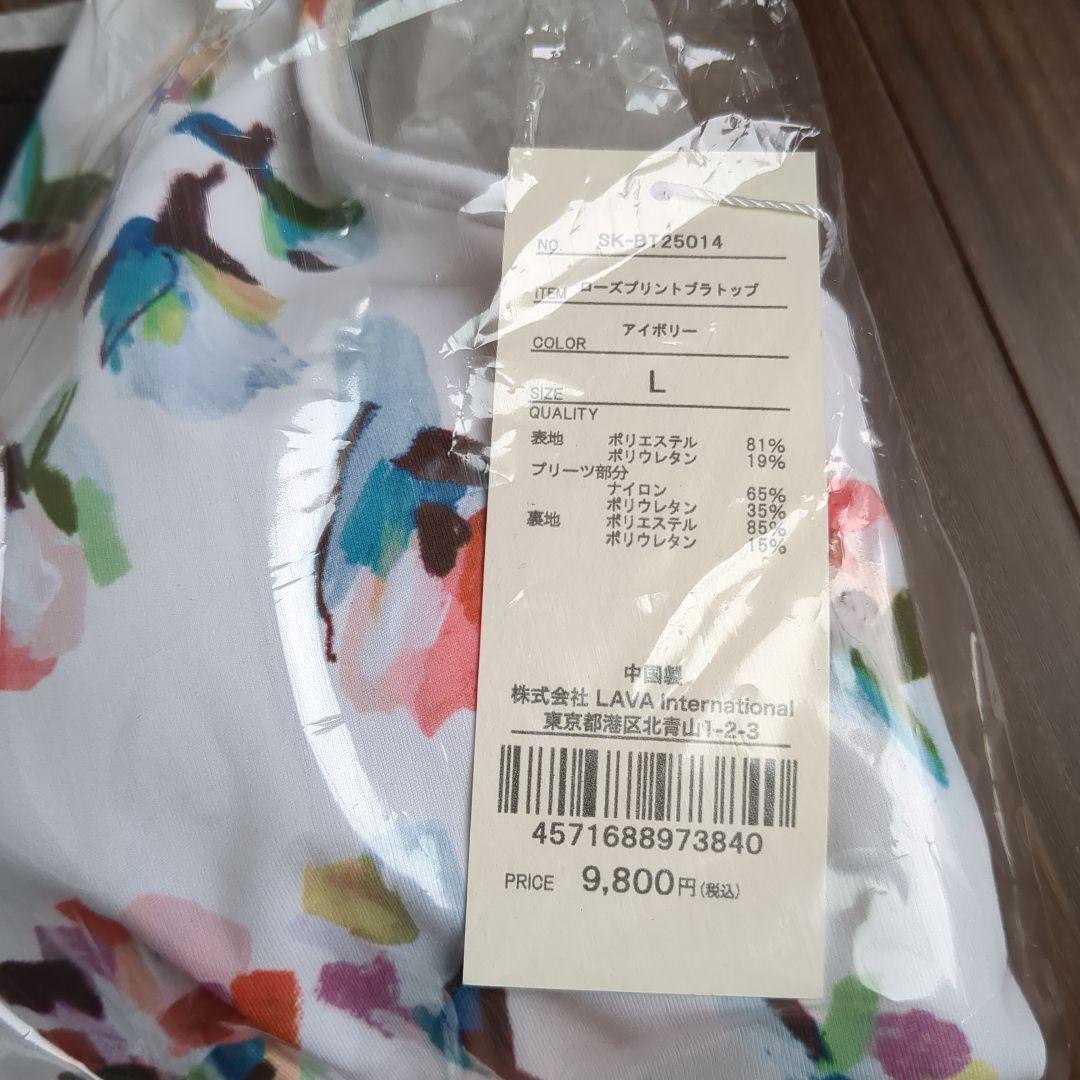 NO. SK-BT25014
ITEM ローズプリントブラトップ
COLOR アイボリー
SIZE L
QUALITY
表地 ポリエステル 81%
ポリウレタン 19%
プリーツ部分
ナイロン 65%
ポリウレタン 35%
裏地 ポリエステル 85%
ポリウレタン 15%
中国製
株式会社 LAVA International
東京都港区北青山1-2-3
4571688973840
PRICE 9,800円(税込)